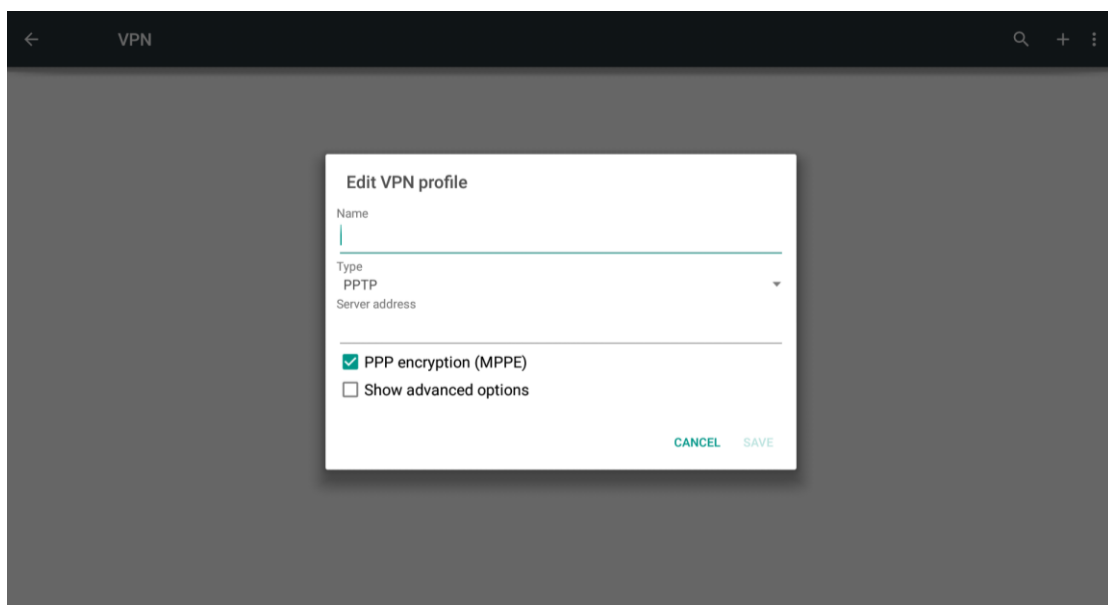 VPN
Edit VPN profile
Name
Type
PPTP
Server address
PPP encryption (MPPE)
Show advanced options
CANCEL SAVE